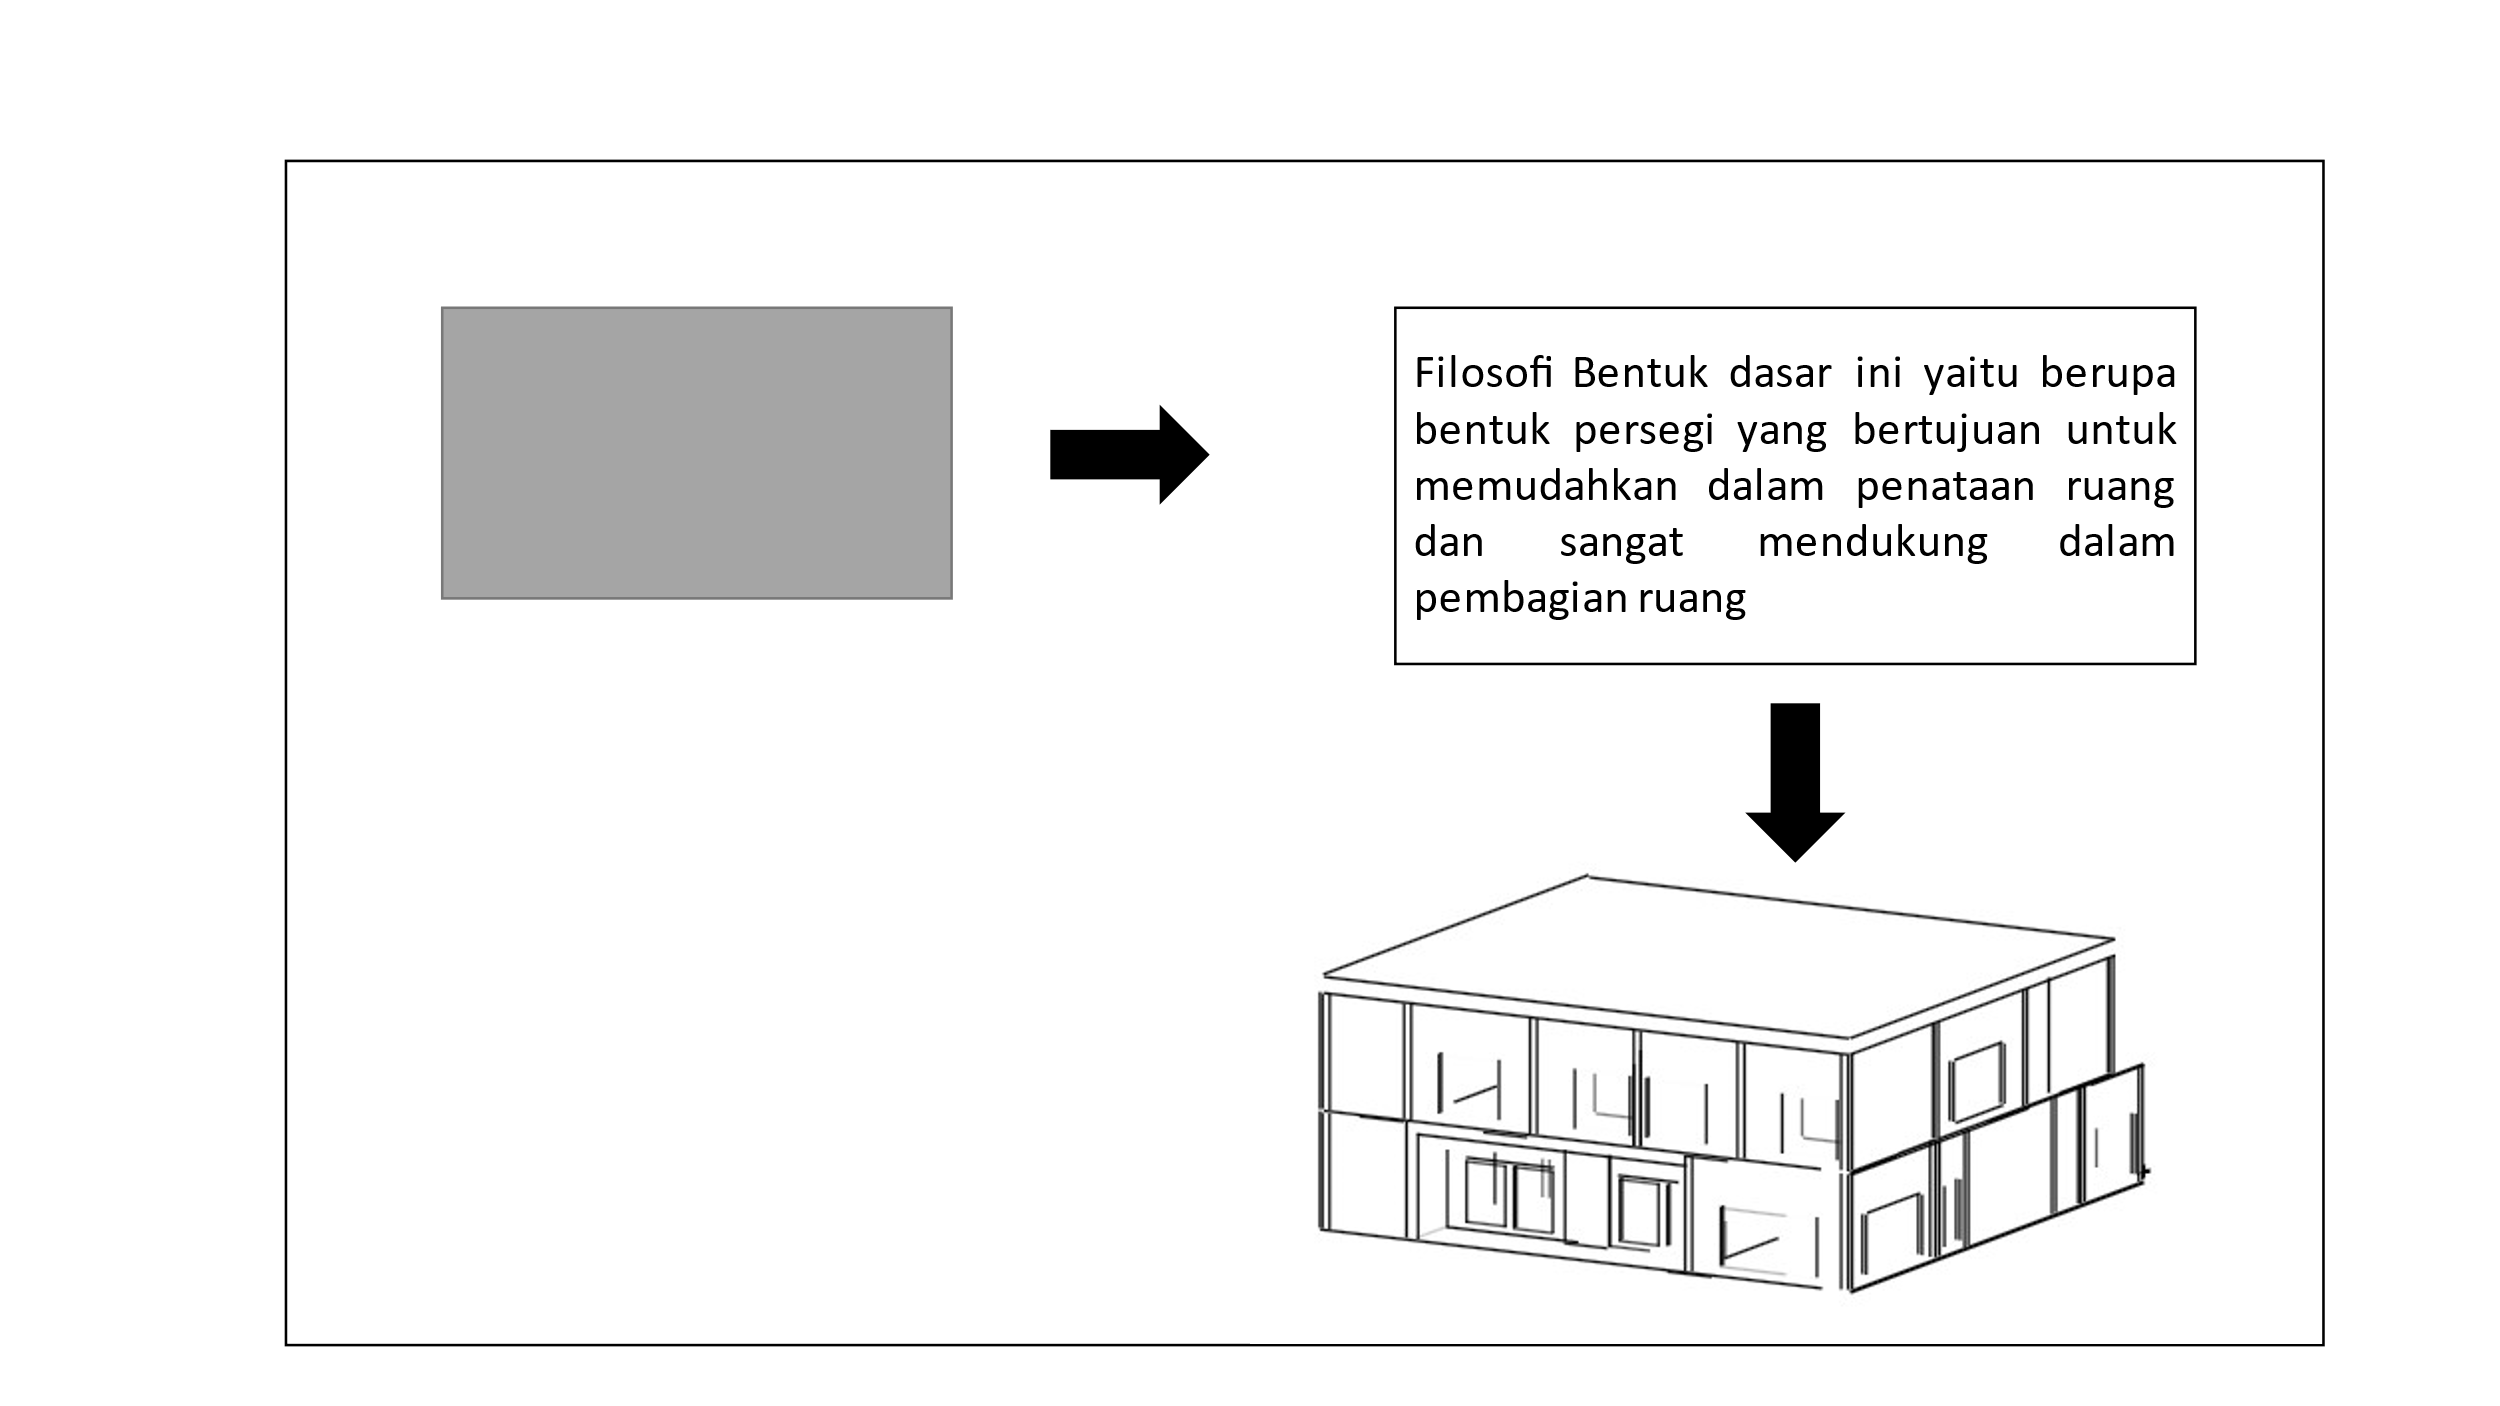 Filosofi Bentuk dasar ini yaitu berupa
bentuk persegi yang bertujuan untuk
memudahkan dalam penataan ruang
dan sangat mendukung dalam
pembagian ruang